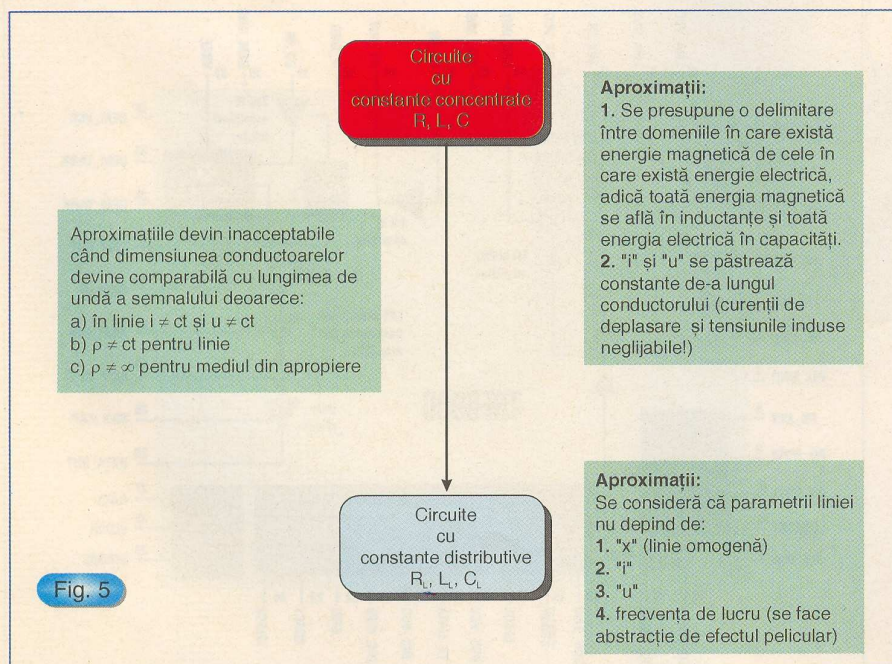 Circuite
cu
constante concentrate
R, L, C
Aproximații:
1. Se presupune o delimitare
între domeniile în care există
energie magnetică de cele în
care există energie electrică,
adică toată energia magnetică
se află în inductanțe și toată
energia electrică în capacități.
2. "i" și "u" se păstrează
constante de-a lungul
conductorului (curenții de
deplasare și tensiunile induse
neglijabile!)
Aproximațiile devin inacceptabile
când dimensiunea conductoarelor
devine comparabilă cu lungimea de
undă a semnalului deoarece:
a) în linie i ≠ ct și u ≠ ct
b) ρ ≠ ct pentru linie
c) ρ ≠ ∞ pentru mediul din apropiere
Circuite
cu
constante distributive
R_L, L_L, C_L
Aproximații:
Se consideră că parametrii liniei
nu depind de:
1. "x" (linie omogenă)
2. "i"
3. "u"
4. frecvența de lucru (se face
abstracție de efectul pelicular)
Fig. 5